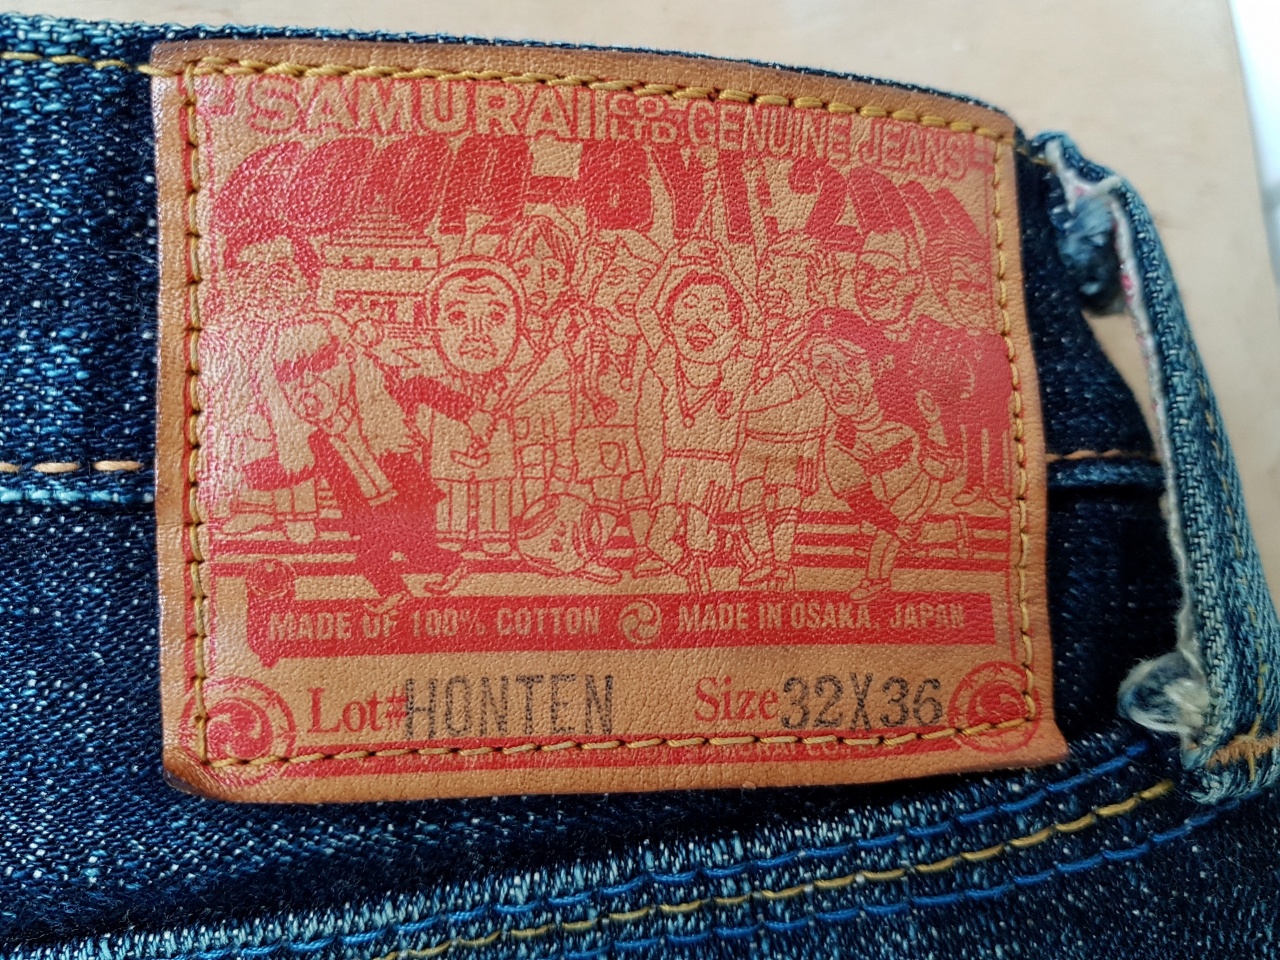 SAMURAI CO., LTD. GENUINE JEANS
MADE OF 100% COTTON MADE IN OSAKA, JAPAN
Lot# HONTEN Size 32X36